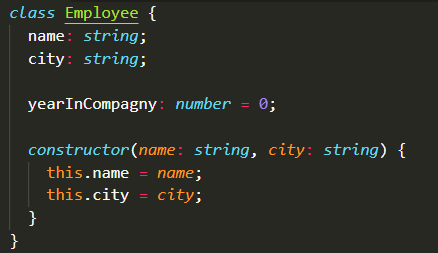 class Employee {
  name: string;
  city: string;

  yearInCompagny: number = 0;

  constructor(name: string, city: string) {
    this.name = name;
    this.city = city;
  }
}